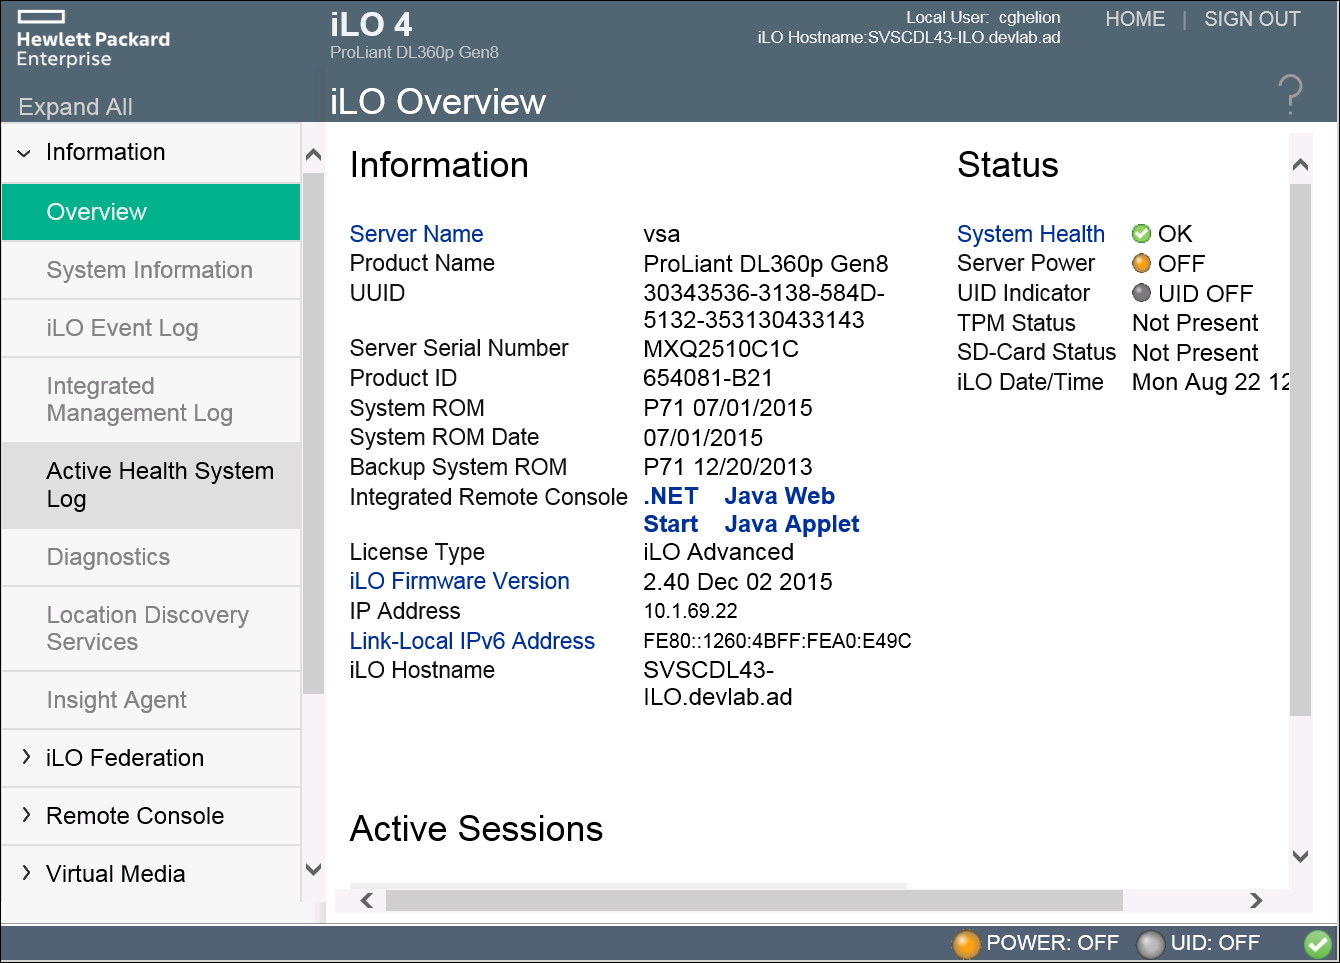 Hewlett Packard
Enterprise
iLO 4
ProLiant DL360p Gen8
Local User: cghelion
iLO Hostname:SVSCDL43-ILO.devlab.ad
HOME | SIGN OUT
Expand All
iLO Overview
?
Information
Overview
System Information
iLO Event Log
Integrated
Management Log
Active Health System
Log
Diagnostics
Location Discovery
Services
Insight Agent
iLO Federation
Remote Console
Virtual Media
Information
Server Name vsa
Product Name ProLiant DL360p Gen8
UUID 30343536-3138-584D-
5132-353130433143
Server Serial Number MXQ2510C1C
Product ID 654081-B21
System ROM P71 07/01/2015
System ROM Date 07/01/2015
Backup System ROM P71 12/20/2013
Integrated Remote Console .NET Java Web
Start Java Applet
License Type iLO Advanced
iLO Firmware Version 2.40 Dec 02 2015
IP Address 10.1.69.22
Link-Local IPv6 Address FE80::1260:4BFF:FEA0:E49C
iLO Hostname SVSCDL43-
ILO.devlab.ad
Status
System Health OK
Server Power OFF
UID Indicator UID OFF
TPM Status Not Present
SD-Card Status Not Present
iLO Date/Time Mon Aug 22 12
Active Sessions
POWER: OFF UID: OFF